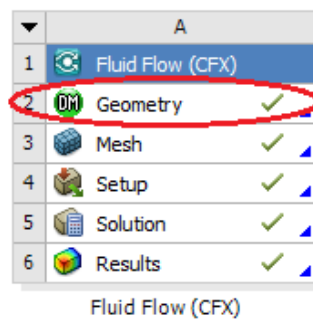 A
1 Fluid Flow (CFX)
2 DM Geometry
3 Mesh
4 Setup
5 Solution
6 Results
Fluid Flow (CFX)